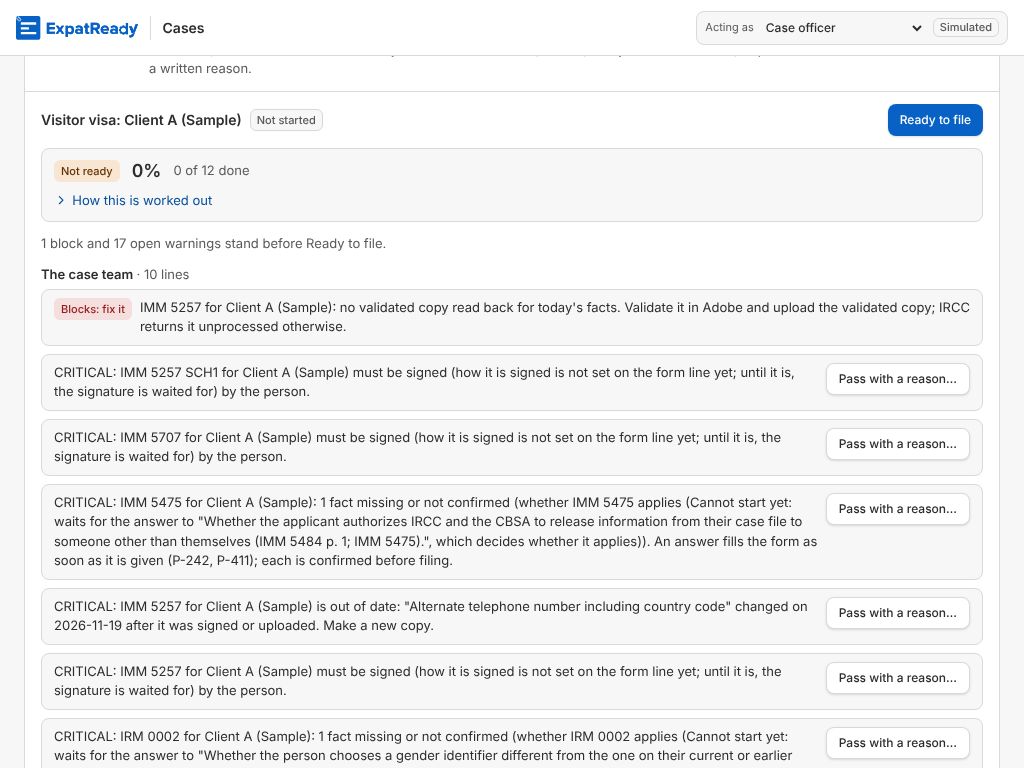 ExpatReady
Cases
Acting as Case officer Simulated
a written reason.
Visitor visa: Client A (Sample) Not started
Ready to file
Not ready 0% 0 of 12 done
How this is worked out
1 block and 17 open warnings stand before Ready to file.
The case team · 10 lines
Blocks: fix it
IMM 5257 for Client A (Sample): no validated copy read back for today's facts. Validate it in Adobe and upload the validated copy; IRCC
returns it unprocessed otherwise.
CRITICAL: IMM 5257 SCH1 for Client A (Sample) must be signed (how it is signed is not set on the form line yet; until it is,
the signature is waited for) by the person.
Pass with a reason...
CRITICAL: IMM 5707 for Client A (Sample) must be signed (how it is signed is not set on the form line yet; until it is, the
signature is waited for) by the person.
Pass with a reason...
CRITICAL: IMM 5475 for Client A (Sample): 1 fact missing or not confirmed (whether IMM 5475 applies (Cannot start yet:
waits for the answer to "Whether the applicant authorizes IRCC and the CBSA to release information from their case file to
someone other than themselves (IMM 5484 p. 1; IMM 5475).", which decides whether it applies)). An answer fills the form as
soon as it is given (P-242, P-411); each is confirmed before filing.
Pass with a reason...
CRITICAL: IMM 5257 for Client A (Sample) is out of date: "Alternate telephone number including country code" changed on
2026-11-19 after it was signed or uploaded. Make a new copy.
Pass with a reason...
CRITICAL: IMM 5257 for Client A (Sample) must be signed (how it is signed is not set on the form line yet; until it is, the
signature is waited for) by the person.
Pass with a reason...
CRITICAL: IRM 0002 for Client A (Sample): 1 fact missing or not confirmed (whether IRM 0002 applies (Cannot start yet:
waits for the answer to "Whether the person chooses a gender identifier different from the one on their current or earlier
Pass with a reason...